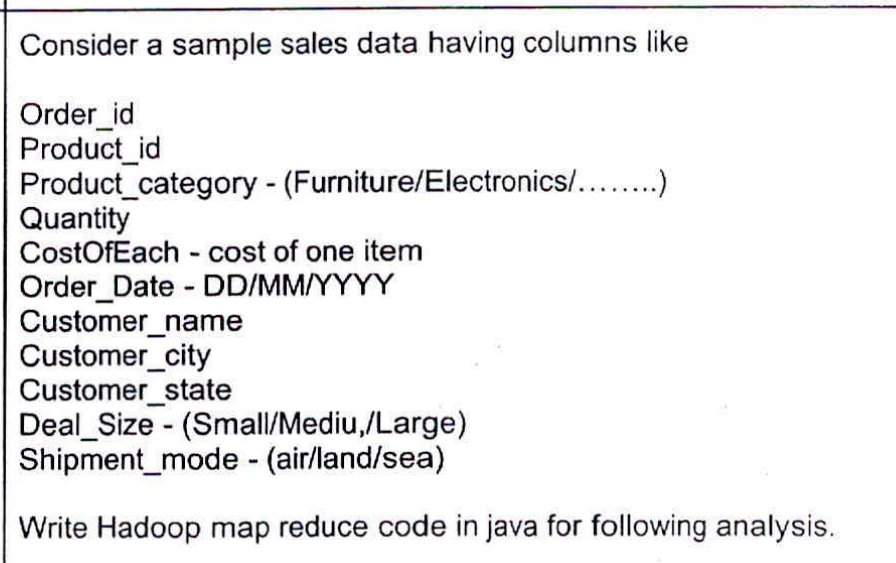 Consider a sample sales data having columns like
Order_id
Product_id
Product_category - (Furniture/Electronics/........)
Quantity
CostOfEach - cost of one item
Order_Date - DD/MM/YYYY
Customer_name
Customer_city
Customer_state
Deal_Size - (Small/Mediu,/Large)
Shipment_mode - (air/land/sea)
Write Hadoop map reduce code in java for following analysis.